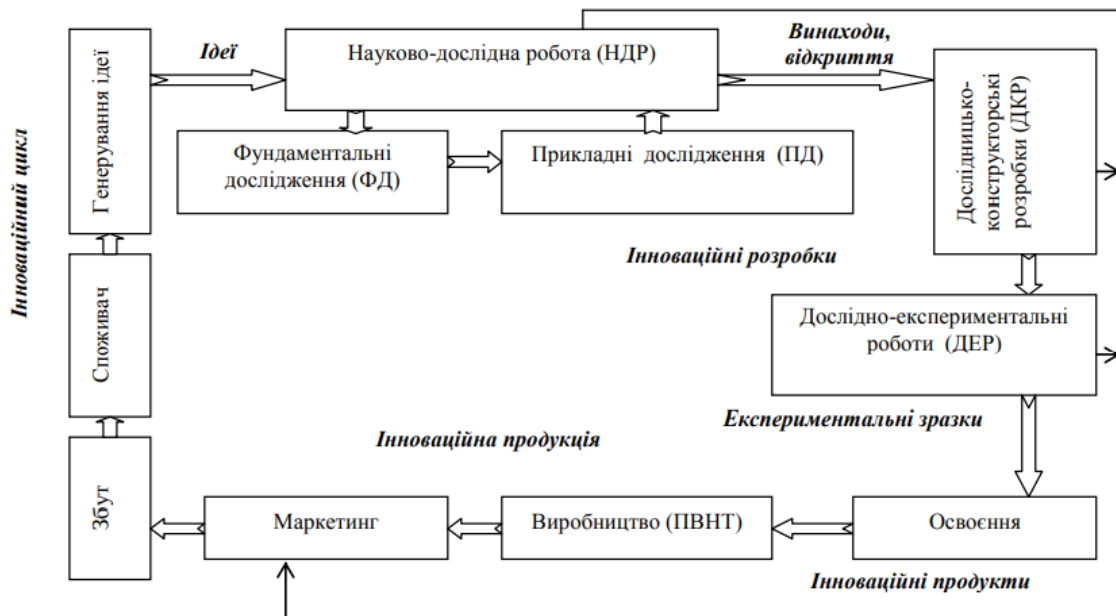 Інноваційний цикл
Генерування ідеї
Ідеї
Науково-дослідна робота (НДР)
Винаходи,
відкриття
Дослідницько-
конструкторські
розробки (ДКР)
Фундаментальні
дослідження (ФД)
Прикладні дослідження (ПД)
Інноваційні розробки
Споживач
Дослідно-експериментальні
роботи (ДЕР)
Експериментальні зразки
Інноваційна продукція
Збут
Маркетинг
Виробництво (ПВНТ)
Освоєння
Інноваційні продукти